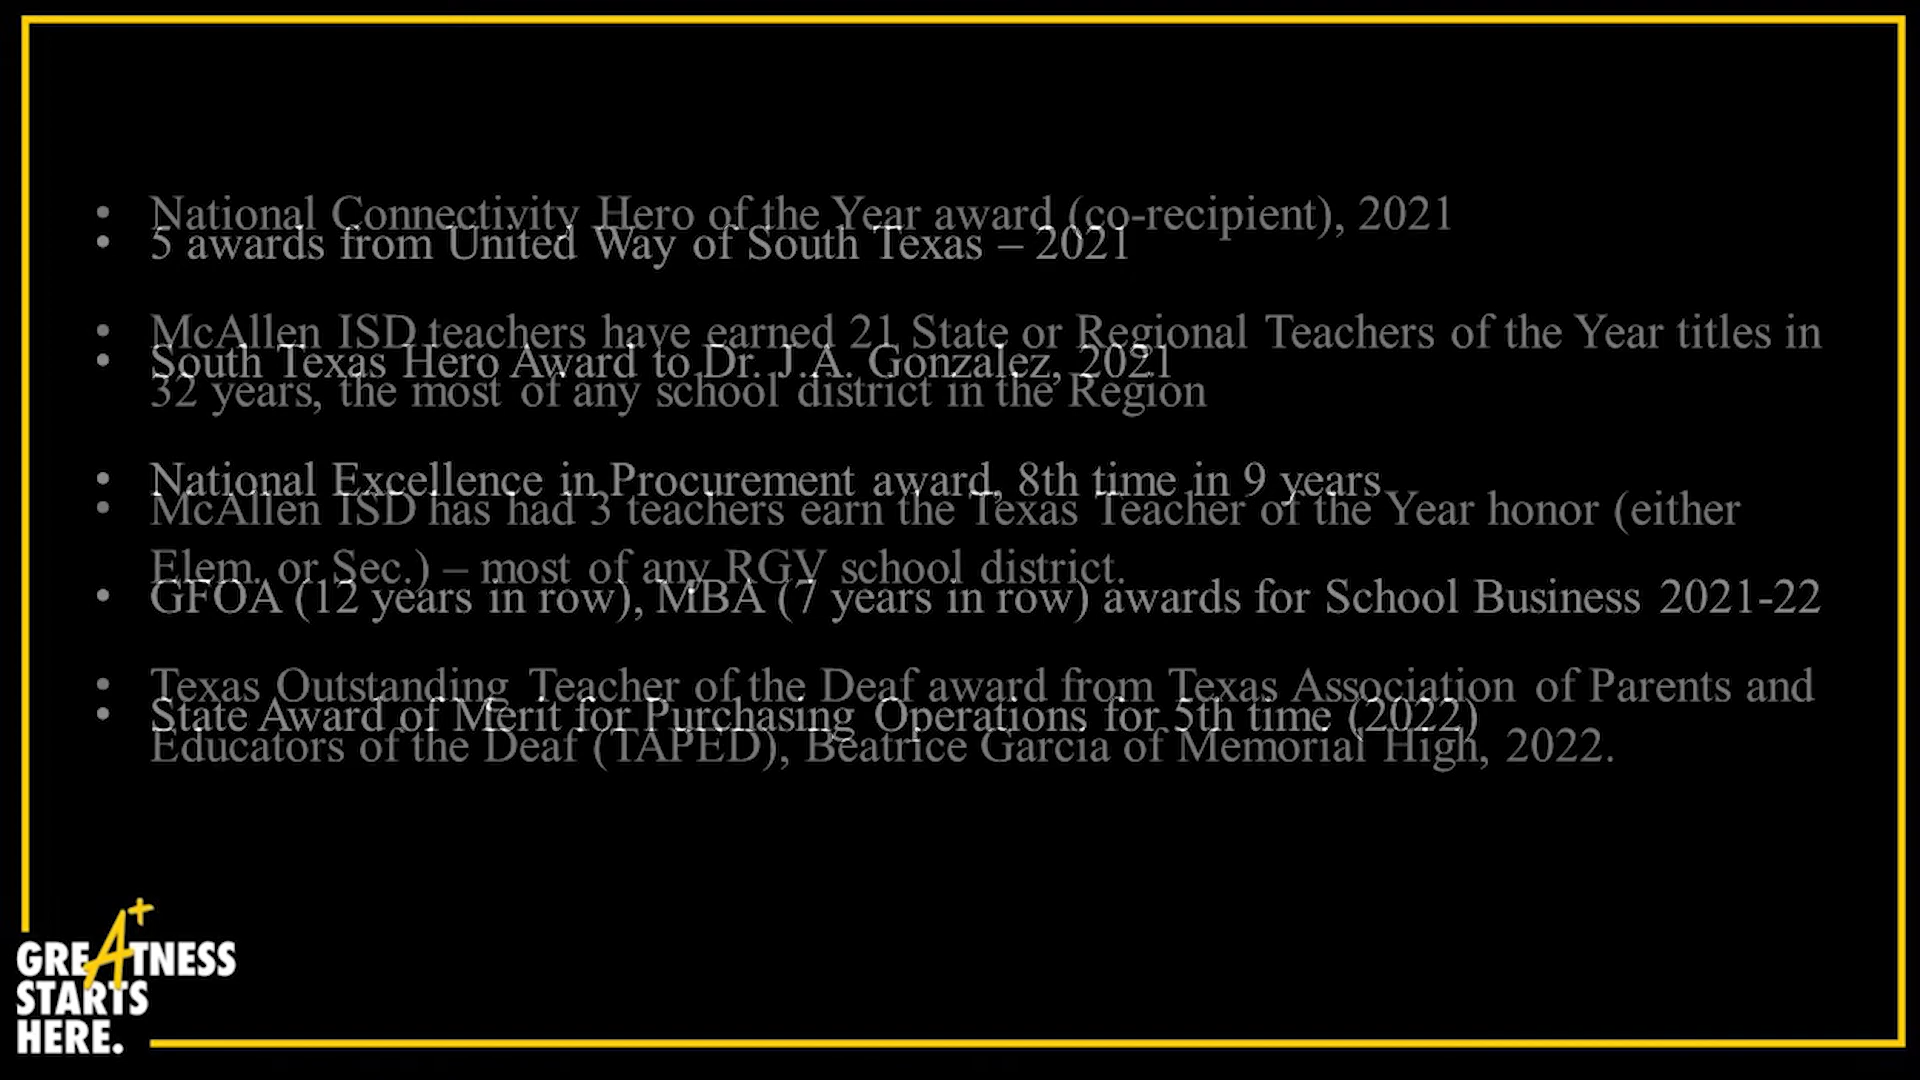 • National Connectivity Hero of the Year award (co-recipient), 2021
• 5 awards from United Way of South Texas – 2021
• McAllen ISD teachers have earned 21 State or Regional Teachers of the Year titles in
• South Texas Hero Award to Dr. J.A. Gonzalez, 2021
32 years, the most of any school district in the Region
• National Excellence in Procurement award, 8th time in 9 years
• McAllen ISD has had 3 teachers earn the Texas Teacher of the Year honor (either
Elem. or Sec.) – most of any RGV school district.
• GFOA (12 years in row), MBA (7 years in row) awards for School Business 2021-22
• Texas Outstanding Teacher of the Deaf award from Texas Association of Parents and
• State Award of Merit for Purchasing Operations for 5th time (2022)
Educators of the Deaf (TAPED), Beatrice Garcia of Memorial High, 2022.
GREA+TNESS
STARTS
HERE.